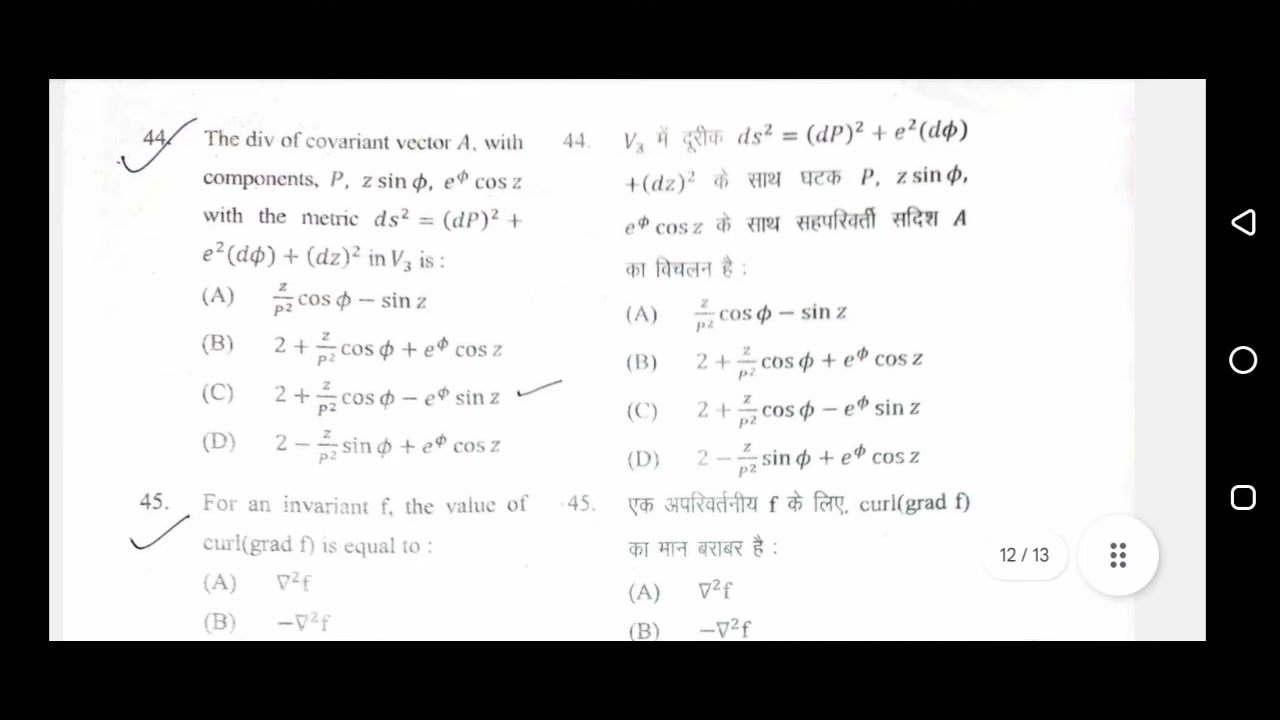 44. The div of covariant vector A, with
components, P, z sin ϕ, e^ϕ cos z
with the metric ds² = (dP)² +
e²(dϕ) + (dz)² in V₃ is :
(A) z/P² cos ϕ − sin z
(B) 2 + z/P² cos ϕ + e^ϕ cos z
(C) 2 + z/P² cos ϕ − e^ϕ sin z
(D) 2 − z/P² sin ϕ + e^ϕ cos z
45. For an invariant f, the value of
curl(grad f) is equal to :
(A) ∇²f
(B) −∇²f
44. V₃ में दूरीक ds² = (dP)² + e²(dϕ)
+(dz)² के साथ घटक P, z sin ϕ,
e^ϕ cos z के साथ सहपरिवर्ती सदिश A
का विचलन है :
(A) z/P² cos ϕ − sin z
(B) 2 + z/P² cos ϕ + e^ϕ cos z
(C) 2 + z/P² cos ϕ − e^ϕ sin z
(D) 2 − z/P² sin ϕ + e^ϕ cos z
45. एक अपरिवर्तनीय f के लिए, curl(grad f)
का मान बराबर है :
(A) ∇²f
(B) −∇²f
12 / 13